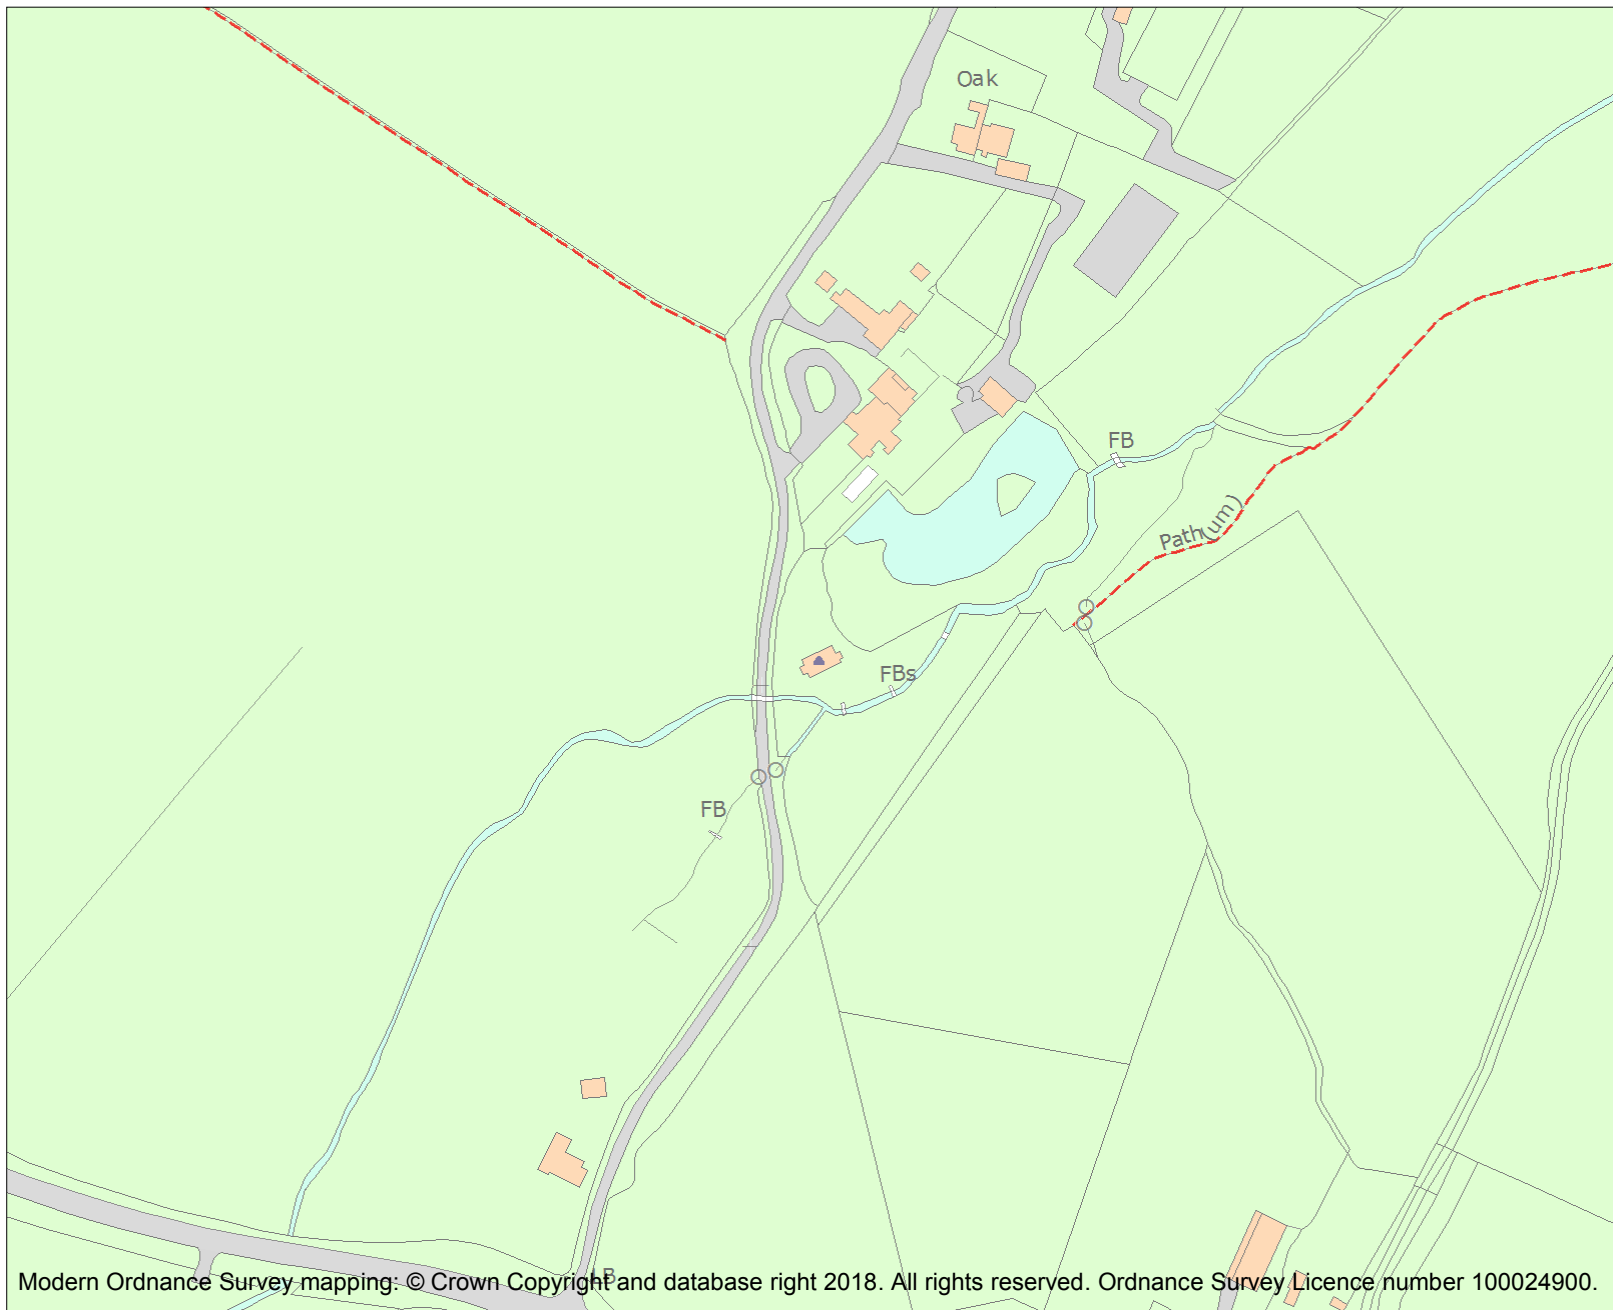 Oak
FB
Path (um)
FBs
FB
LB
Modern Ordnance Survey mapping: © Crown Copyright and database right 2018. All rights reserved. Ordnance Survey Licence number 100024900.